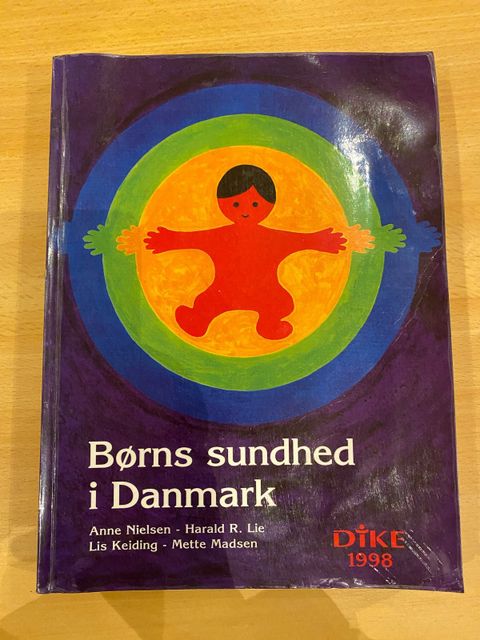 Børns sundhed
i Danmark
Anne Nielsen - Harald R. Lie
Lis Keiding - Mette Madsen
DIKE
1998